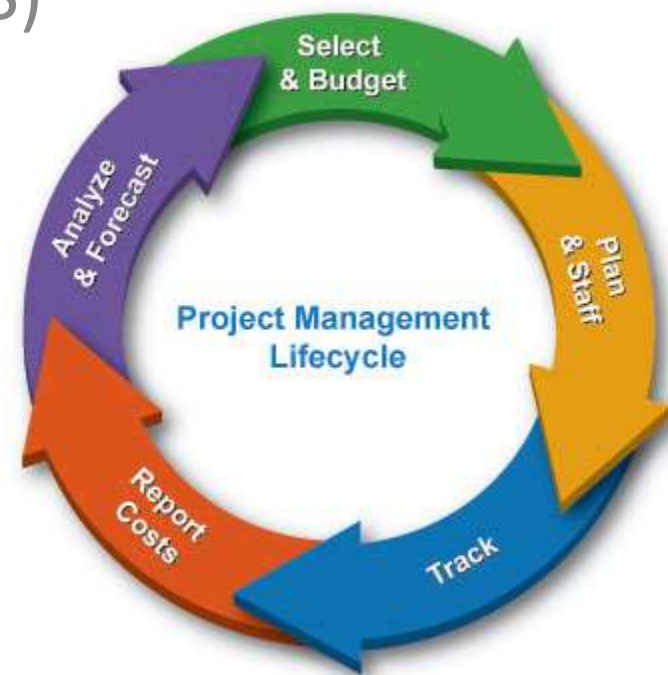 Select
& Budget
Plan
& Staff
Track
Report
Costs
Analyze
& Forecast
Project Management
Lifecycle